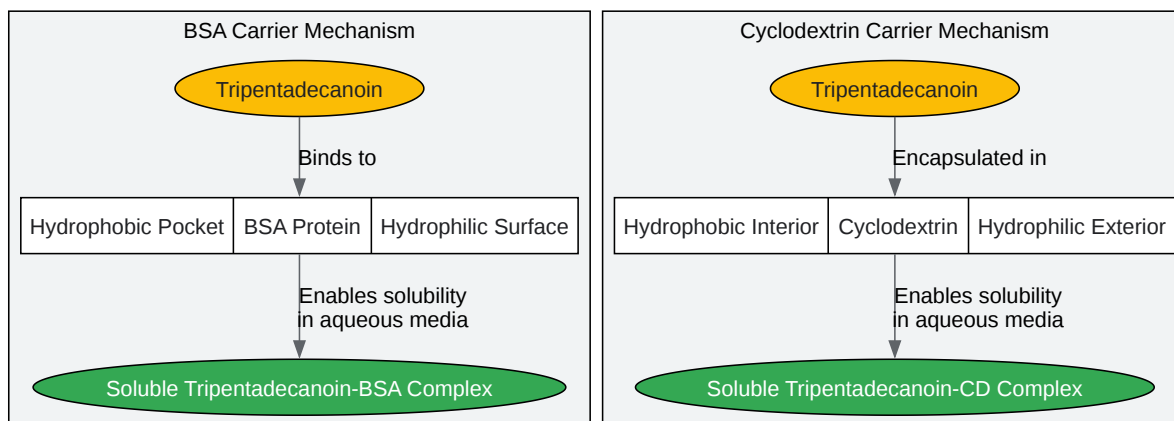 BSA Carrier Mechanism
Tripentadecanoin
Binds to
Hydrophobic Pocket
BSA Protein
Hydrophilic Surface
Enables solubility
in aqueous media
Soluble Tripentadecanoin-BSA Complex
Cyclodextrin Carrier Mechanism
Tripentadecanoin
Encapsulated in
Hydrophobic Interior
Cyclodextrin
Hydrophilic Exterior
Enables solubility
in aqueous media
Soluble Tripentadecanoin-CD Complex